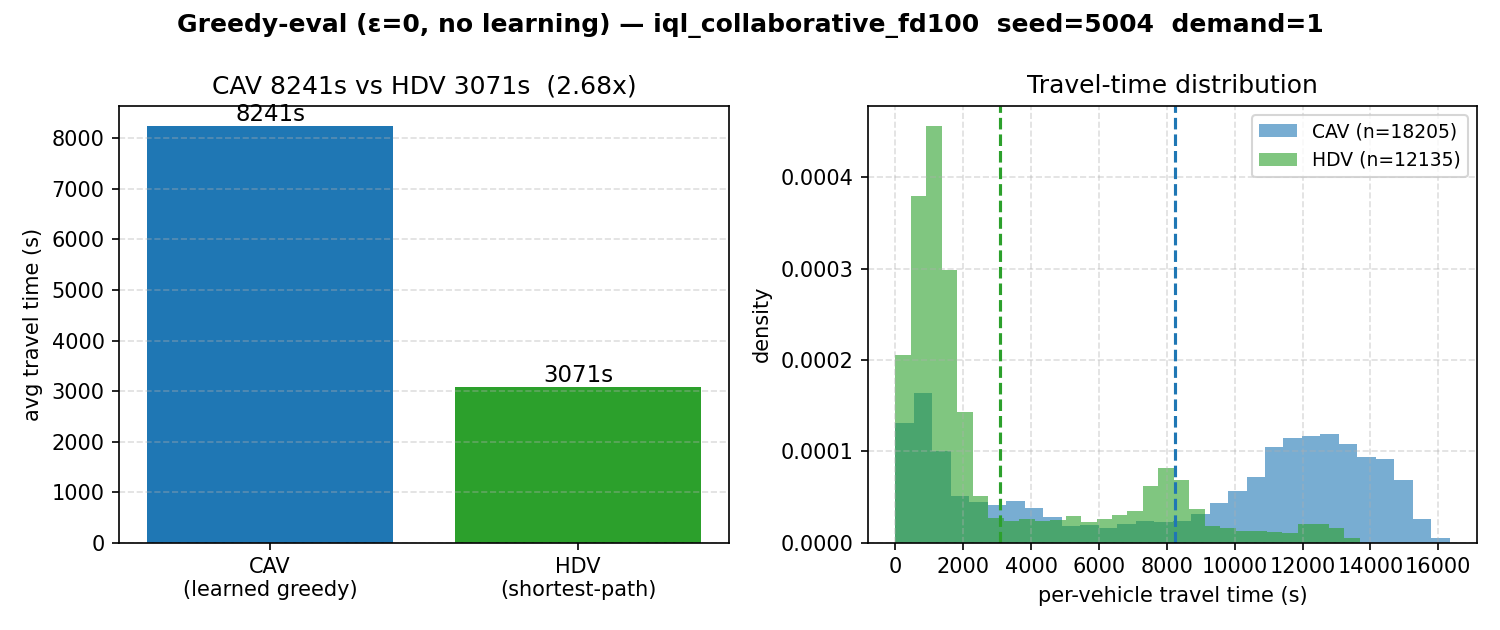 Greedy-eval (ε=0, no learning) — iql_collaborative_fd100  seed=5004  demand=1
CAV 8241s vs HDV 3071s  (2.68x)
8241s
3071s
8000
7000
6000
5000
4000
3000
2000
1000
0
avg travel time (s)
CAV
(learned greedy)
HDV
(shortest-path)
Travel-time distribution
CAV (n=18205)
HDV (n=12135)
0.0004
0.0003
0.0002
0.0001
0.0000
density
0 2000 4000 6000 8000 10000 12000 14000 16000
per-vehicle travel time (s)